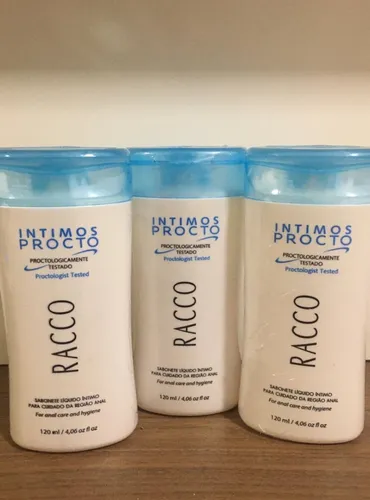 INTIMOS
PROCTO
PROCTOLOGICAMENTE
TESTADO
Proctologist Tested
RACCO
SABONETE LÍQUIDO ÍNTIMO
PARA CUIDADO DA REGIÃO ANAL
For anal care and hygiene
120 ml / 4,06 oz fl
INTIMOS
PROCTO
PROCTOLOGICAMENTE
TESTADO
Proctologist Tested
RACCO
SABONETE LÍQUIDO ÍNTIMO
PARA CUIDADO DA REGIÃO ANAL
For anal care and hygiene
120 ml / 4,06 oz fl
INTIMOS
PROCTO
PROCTOLOGICAMENTE
TESTADO
Proctologist Tested
RACCO
SABONETE LÍQUIDO ÍNTIMO
PARA CUIDADO DA REGIÃO ANAL
For anal care and hygiene
120 ml / 4,06 oz fl